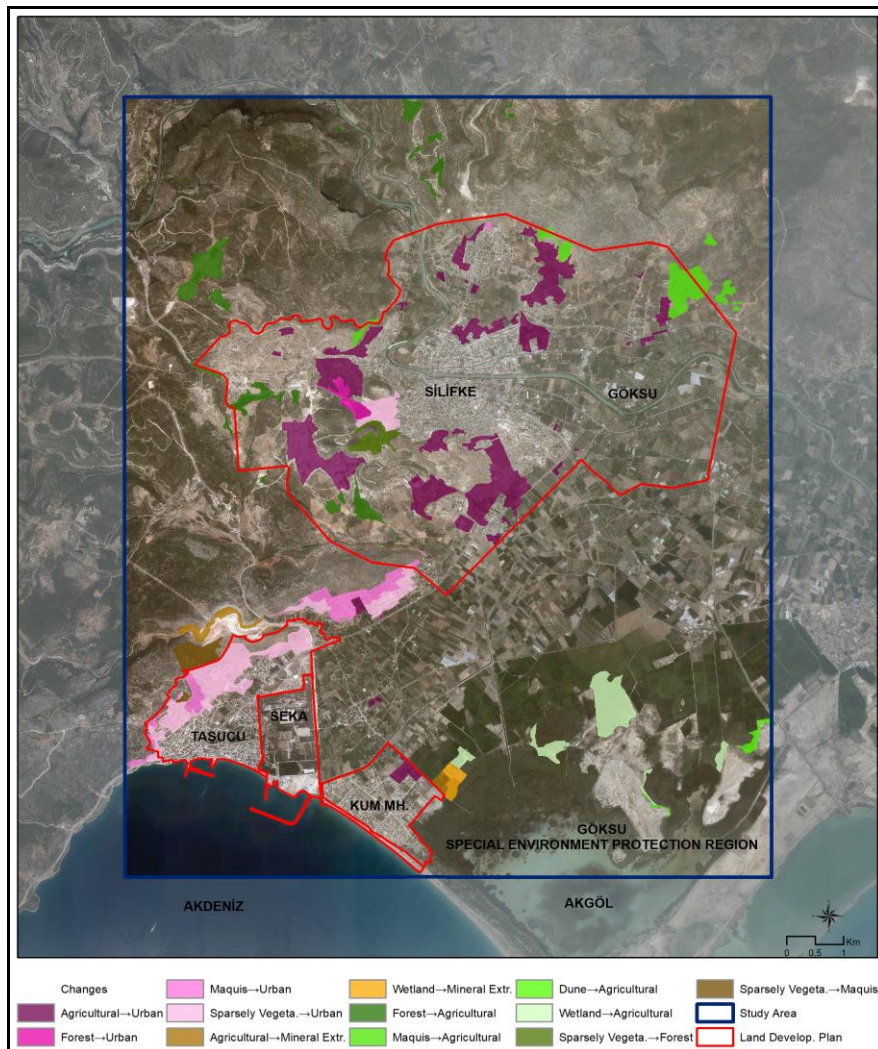 SİLİFKE
GÖKSU
SEKA
TAŞUCU
KUM MH.
GÖKSU
SPECIAL ENVIRONMENT PROTECTION REGION
AKDENİZ
AKGÖL
0 0.5 1 Km
Changes
Agricultural→Urban
Forest→Urban
Maquis→Urban
Sparsely Vegeta.→Urban
Agricultural→Mineral Extr.
Wetland→Mineral Extr.
Forest→Agricultural
Maquis→Agricultural
Dune→Agricultural
Wetland→Agricultural
Sparsely Vegeta.→Forest
Sparsely Vegeta.→Maquis
Study Area
Land Develop. Plan